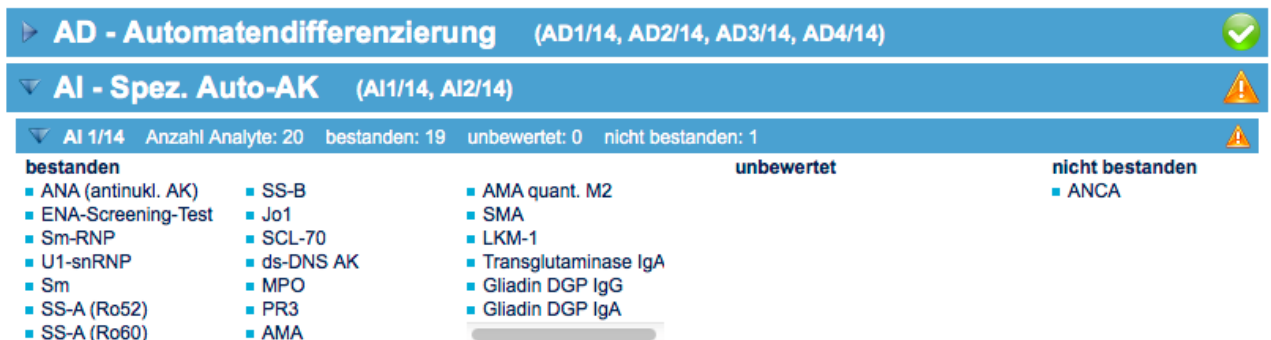 AD - Automatendifferenzierung (AD1/14, AD2/14, AD3/14, AD4/14)
AI - Spez. Auto-AK (AI1/14, AI2/14)
AI 1/14 Anzahl Analyte: 20 bestanden: 19 unbewertet: 0 nicht bestanden: 1
bestanden
ANA (antinukl. AK)
ENA-Screening-Test
Sm-RNP
U1-snRNP
Sm
SS-A (Ro52)
SS-A (Ro60)
SS-B
Jo1
SCL-70
ds-DNS AK
MPO
PR3
AMA
AMA quant. M2
SMA
LKM-1
Transglutaminase IgA
Gliadin DGP IgG
Gliadin DGP IgA
unbewertet
nicht bestanden
ANCA